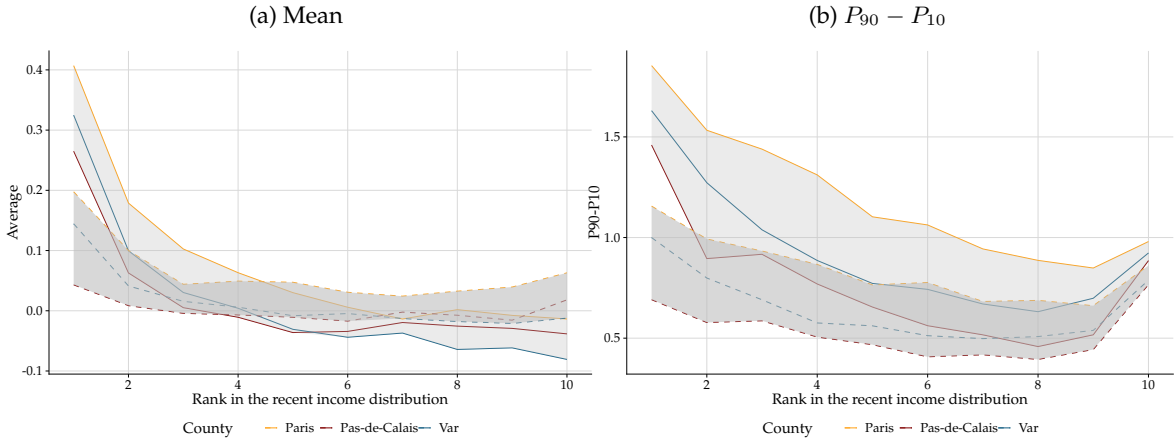 (a) Mean
(b) P₉₀ − P₁₀
0.4
0.3
0.2
0.1
0.0
-0.1
Average
2 4 6 8 10
Rank in the recent income distribution
County Paris Pas-de-Calais Var
1.5
1.0
0.5
P90-P10
2 4 6 8 10
Rank in the recent income distribution
County Paris Pas-de-Calais Var